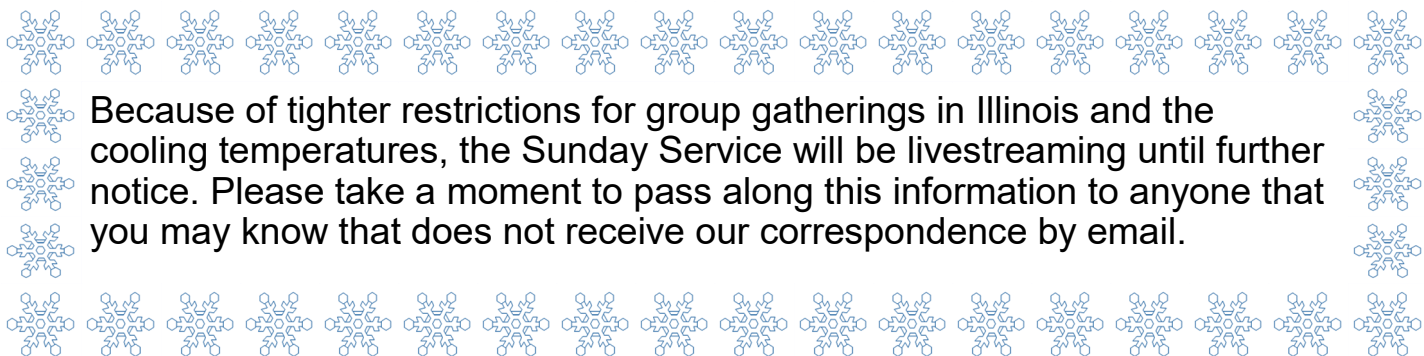 Because of tighter restrictions for group gatherings in Illinois and the
cooling temperatures, the Sunday Service will be livestreaming until further
notice. Please take a moment to pass along this information to anyone that
you may know that does not receive our correspondence by email.